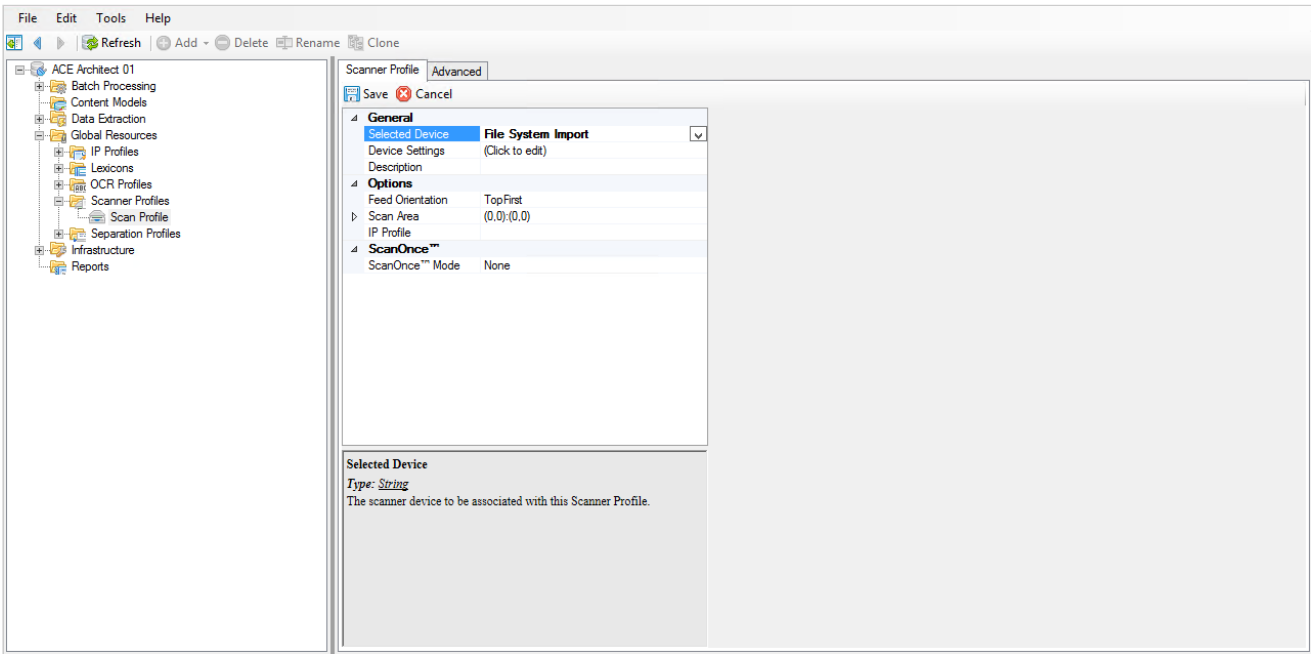 File Edit Tools Help
Refresh Add Delete Rename Clone
ACE Architect 01
Batch Processing
Content Models
Data Extraction
Global Resources
IP Profiles
Lexicons
OCR Profiles
Scanner Profiles
Scan Profile
Separation Profiles
Infrastructure
Reports
Scanner Profile Advanced
Save Cancel
General
Selected Device File System Import
Device Settings (Click to edit)
Description
Options
Feed Orientation TopFirst
Scan Area (0,0):(0,0)
IP Profile
ScanOnce™
ScanOnce™ Mode None
Selected Device
Type: String
The scanner device to be associated with this Scanner Profile.